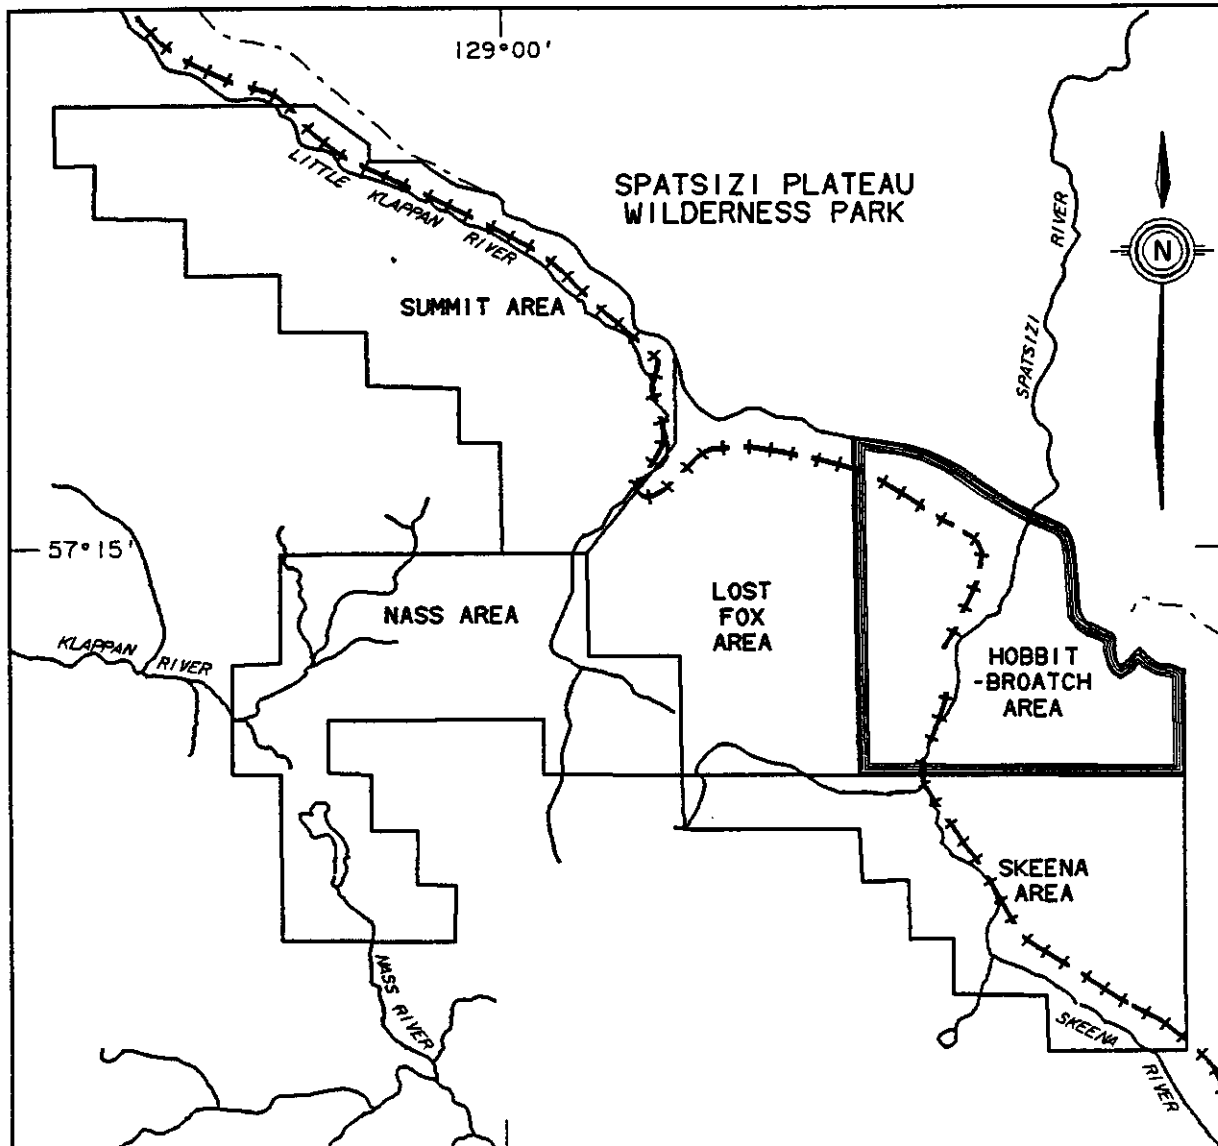 129°00'
SPATSIZI PLATEAU
WILDERNESS PARK
RIVER
SPATSIZI
N
LITTLE KLAPPAN RIVER
SUMMIT AREA
57°15'
NASS AREA
LOST
FOX
AREA
KLAPPAN RIVER
HOBBIT
-BROATCH
AREA
SKEENA
AREA
NASS RIVER
SKEENA
RIVER